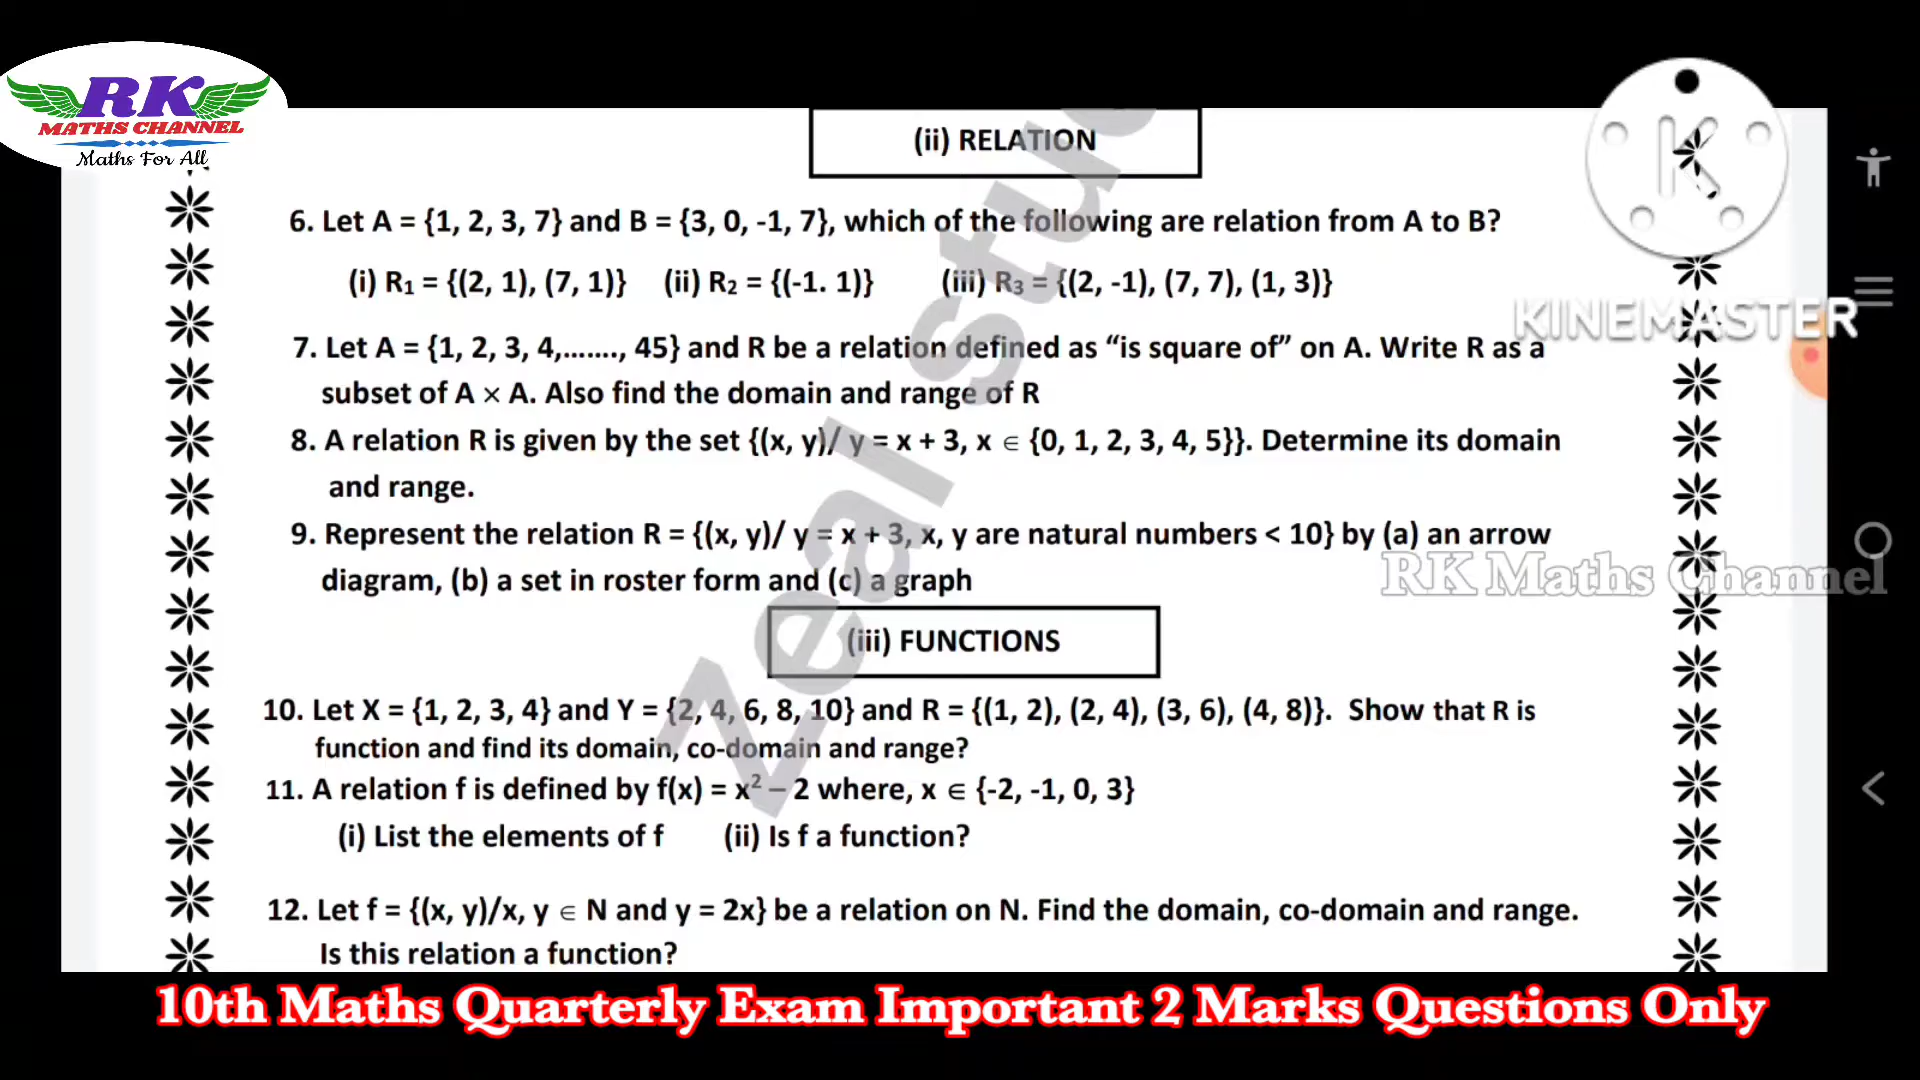 RK
MATHS CHANNEL
Maths For All
(ii) RELATION
6. Let A = {1, 2, 3, 7} and B = {3, 0, -1, 7}, which of the following are relation from A to B?
(i) R₁ = {(2, 1), (7, 1)} (ii) R₂ = {(-1. 1)} (iii) R₃ = {(2, -1), (7, 7), (1, 3)}
KINEMASTER
7. Let A = {1, 2, 3, 4,......., 45} and R be a relation defined as “is square of” on A. Write R as a
subset of A × A. Also find the domain and range of R
8. A relation R is given by the set {(x, y)/ y = x + 3, x ∈ {0, 1, 2, 3, 4, 5}}. Determine its domain
and range.
9. Represent the relation R = {(x, y)/ y = x + 3, x, y are natural numbers < 10} by (a) an arrow
diagram, (b) a set in roster form and (c) a graph
RK Maths Channel
(iii) FUNCTIONS
10. Let X = {1, 2, 3, 4} and Y = {2, 4, 6, 8, 10} and R = {(1, 2), (2, 4), (3, 6), (4, 8)}. Show that R is
function and find its domain, co-domain and range?
11. A relation f is defined by f(x) = x² – 2 where, x ∈ {-2, -1, 0, 3}
(i) List the elements of f (ii) Is f a function?
12. Let f = {(x, y)/x, y ∈ N and y = 2x} be a relation on N. Find the domain, co-domain and range.
Is this relation a function?
Zeal
10th Maths Quarterly Exam Important 2 Marks Questions Only